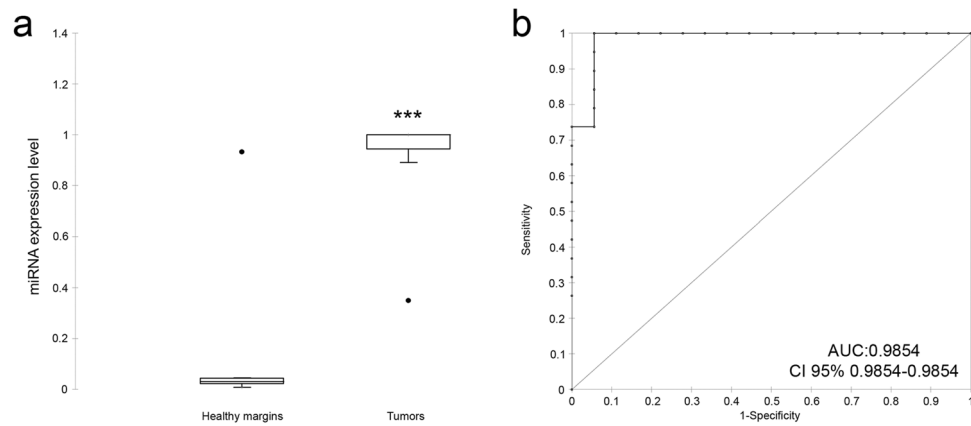 a
miRNA expression level
1.4
1.2
1
0.8
0.6
0.4
0.2
0
***
Healthy margins
Tumors
b
Sensitivity
1
0.9
0.8
0.7
0.6
0.5
0.4
0.3
0.2
0.1
0
AUC:0.9854
CI 95% 0.9854-0.9854
0 0.1 0.2 0.3 0.4 0.5 0.6 0.7 0.8 0.9 1
1-Specificity